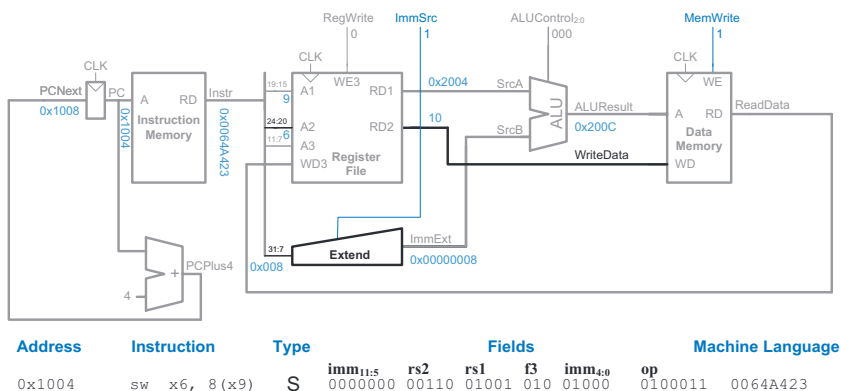 RegWrite ImmSrc ALUControl2:0 MemWrite
0 1 000 1
CLK CLK CLK
PCNext PC
0x1008
0x1004
A RD
Instruction
Memory
Instr
0x0064A423
19:15
9
24:20
6
11:7
A1 WE3 RD1
A2 RD2
A3
WD3
Register
File
0x2004
10
SrcA
SrcB
ALU
ALUResult
0x200C
WriteData
WE
A RD
Data
Memory
WD
ReadData
31:7
0x008
Extend
ImmExt
0x00000008
+
PCPlus4
4
Address Instruction Type Fields Machine Language
imm11:5 rs2 rs1 f3 imm4:0 op
0x1004 sw x6, 8(x9) S 0000000 00110 01001 010 01000 0100011 0064A423